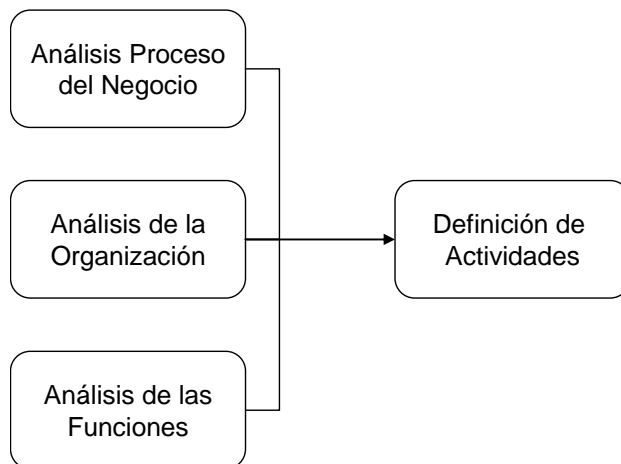 Análisis Proceso
del Negocio
Análisis de la
Organización
Definición de
Actividades
Análisis de las
Funciones